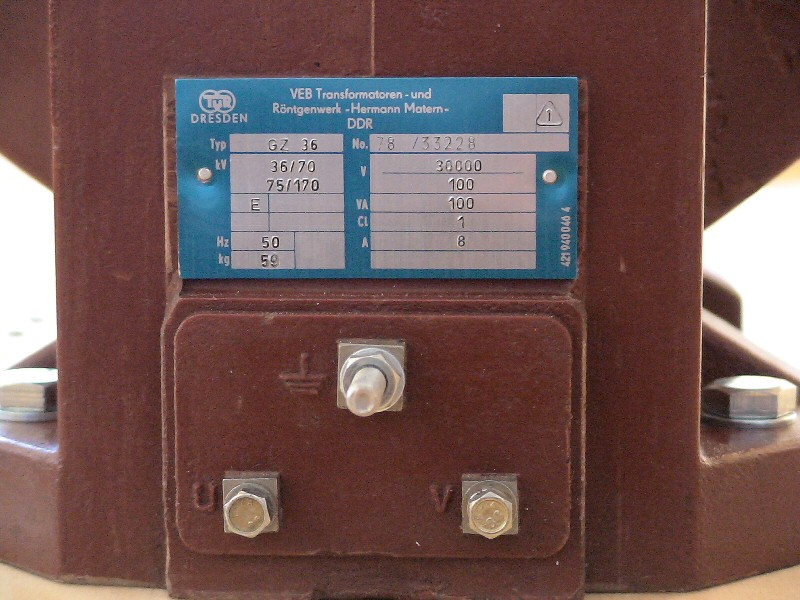 TuR
DRESDEN
VEB Transformatoren - und
Röntgenwerk - Hermann Matern -
DDR
1
Typ GZ 36 No. 78 /33228
kV 36/70
75/170
V 30000
100
E
VA 100
Cl 1
Hz 50
A 8
kg 59
421 940 046 4
U
V